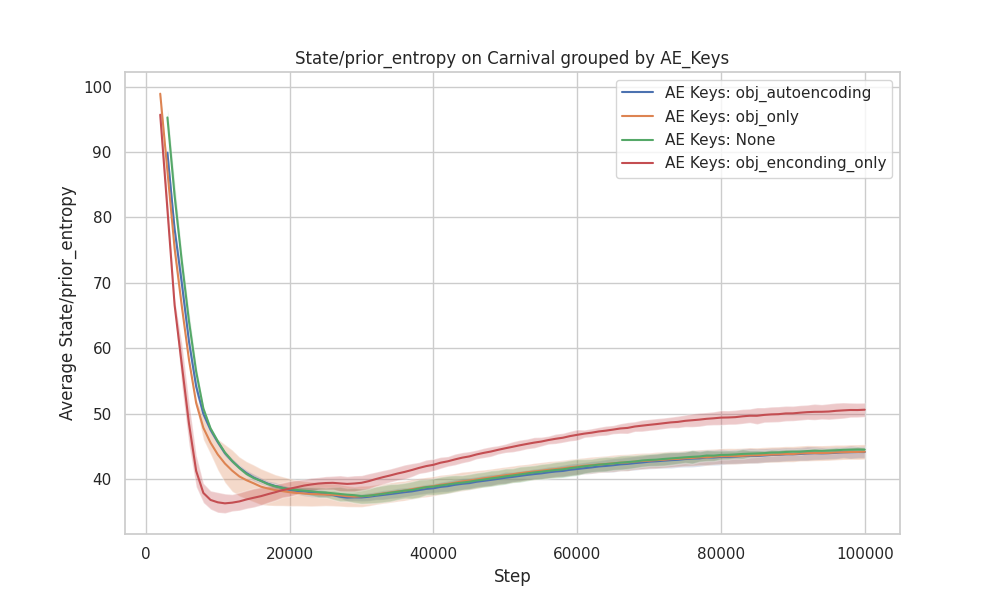 State/prior_entropy on Carnival grouped by AE_Keys
AE Keys: obj_autoencoding
AE Keys: obj_only
AE Keys: None
AE Keys: obj_enconding_only
Average State/prior_entropy
100
90
80
70
60
50
40
0
20000
40000
60000
80000
100000
Step